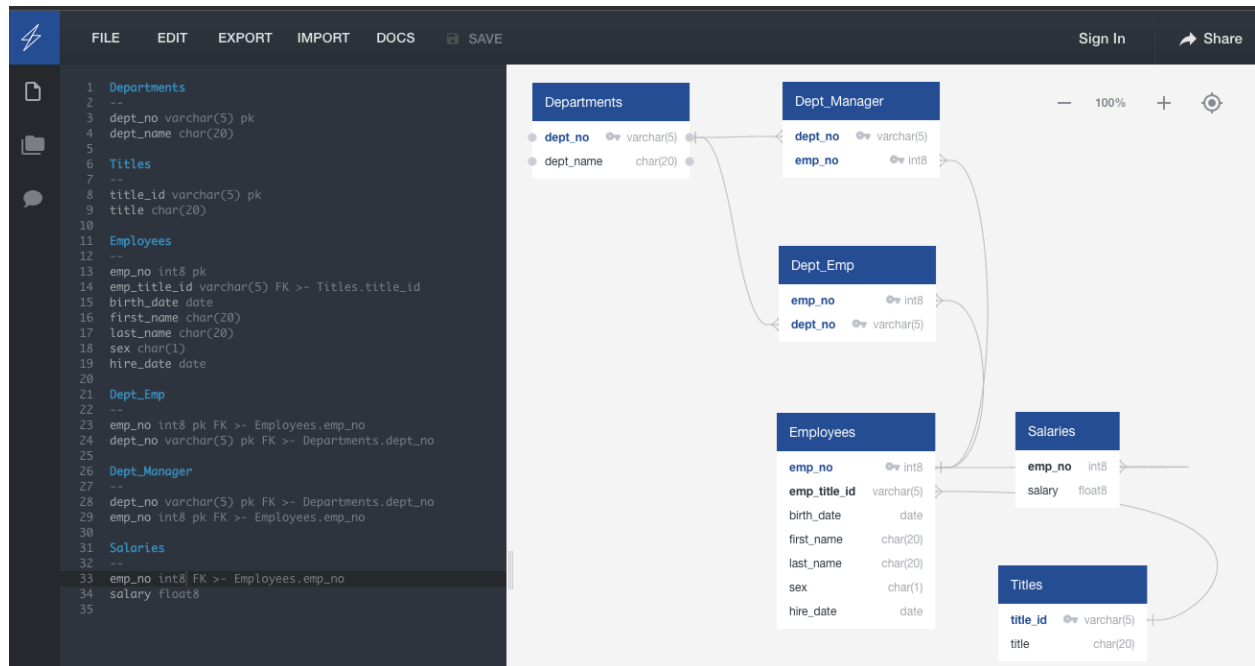 FILE EDIT EXPORT IMPORT DOCS SAVE Sign In Share
1 Departments
2 --
3 dept_no varchar(5) pk
4 dept_name char(20)
5
6 Titles
7 --
8 title_id varchar(5) pk
9 title char(20)
10
11 Employees
12 --
13 emp_no int8 pk
14 emp_title_id varchar(5) FK >- Titles.title_id
15 birth_date date
16 first_name char(20)
17 last_name char(20)
18 sex char(1)
19 hire_date date
20
21 Dept_Emp
22 --
23 emp_no int8 pk FK >- Employees.emp_no
24 dept_no varchar(5) pk FK >- Departments.dept_no
25
26 Dept_Manager
27 --
28 dept_no varchar(5) pk FK >- Departments.dept_no
29 emp_no int8 pk FK >- Employees.emp_no
30
31 Salaries
32 --
33 emp_no int8 FK >- Employees.emp_no
34 salary float8
35
Departments
dept_no varchar(5)
dept_name char(20)
Dept_Manager
dept_no varchar(5)
emp_no int8
100%
Dept_Emp
emp_no int8
dept_no varchar(5)
Employees
emp_no int8
emp_title_id varchar(5)
birth_date date
first_name char(20)
last_name char(20)
sex char(1)
hire_date date
Salaries
emp_no int8
salary float8
Titles
title_id varchar(5)
title char(20)